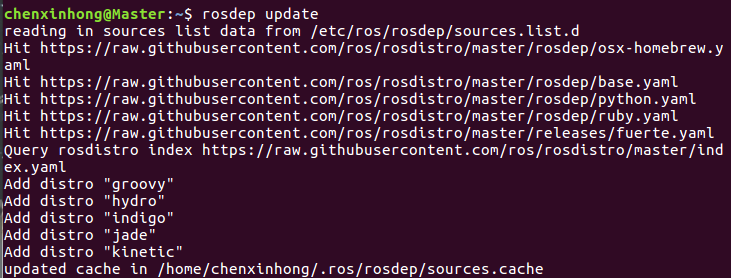 chenxinhong@Master:~$ rosdep update
reading in sources list data from /etc/ros/rosdep/sources.list.d
Hit https://raw.githubusercontent.com/ros/rosdistro/master/rosdep/osx-homebrew.y
aml
Hit https://raw.githubusercontent.com/ros/rosdistro/master/rosdep/base.yaml
Hit https://raw.githubusercontent.com/ros/rosdistro/master/rosdep/python.yaml
Hit https://raw.githubusercontent.com/ros/rosdistro/master/rosdep/ruby.yaml
Hit https://raw.githubusercontent.com/ros/rosdistro/master/releases/fuerte.yaml
Query rosdistro index https://raw.githubusercontent.com/ros/rosdistro/master/ind
ex.yaml
Add distro "groovy"
Add distro "hydro"
Add distro "indigo"
Add distro "jade"
Add distro "kinetic"
updated cache in /home/chenxinhong/.ros/rosdep/sources.cache